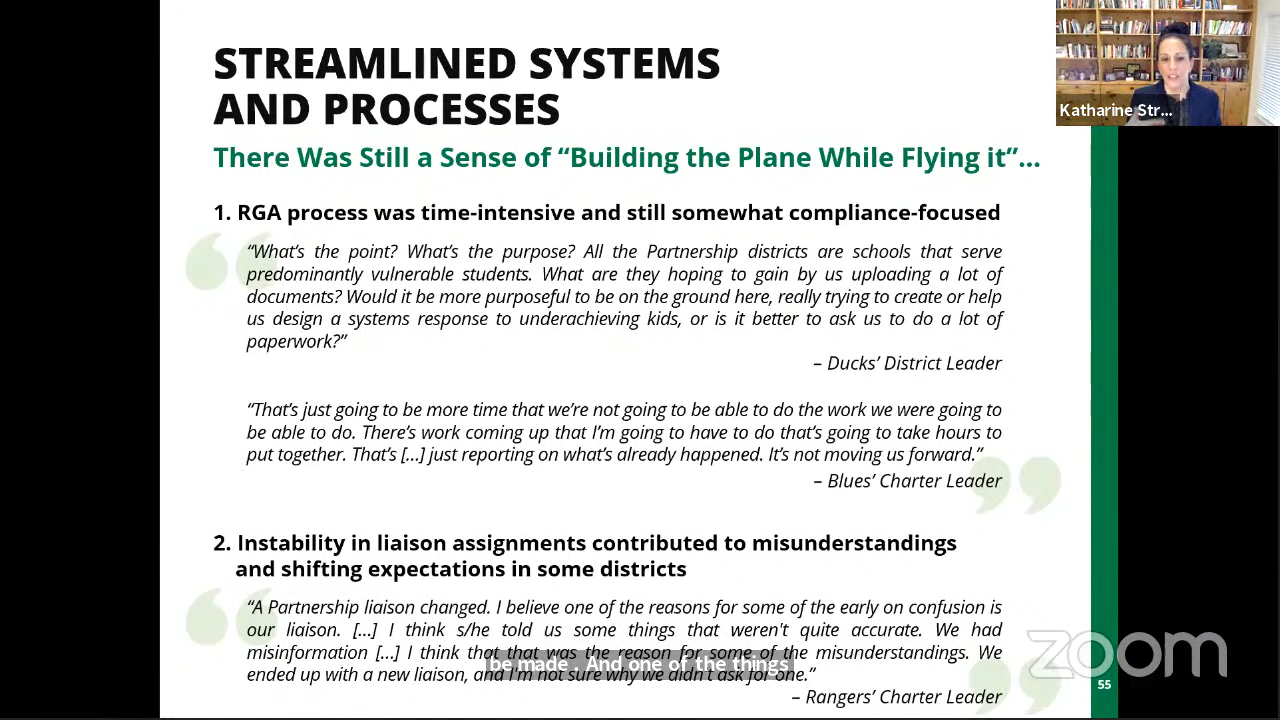 STREAMLINED SYSTEMS
AND PROCESSES
There Was Still a Sense of “Building the Plane While Flying it”…
1. RGA process was time-intensive and still somewhat compliance-focused
“What’s the point? What’s the purpose? All the Partnership districts are schools that serve
predominantly vulnerable students. What are they hoping to gain by us uploading a lot of
documents? Would it be more purposeful to be on the ground here, really trying to create or help
us design a systems response to underachieving kids, or is it better to ask us to do a lot of
paperwork?”
– Ducks’ District Leader
“That’s just going to be more time that we’re not going to be able to do the work we were going to
be able to do. There’s work coming up that I’m going to have to do that’s going to take hours to
put together. That’s […] just reporting on what’s already happened. It’s not moving us forward.”
– Blues’ Charter Leader
2. Instability in liaison assignments contributed to misunderstandings
and shifting expectations in some districts
“A Partnership liaison changed. I believe one of the reasons for some of the early on confusion is
our liaison. […] I think s/he told us some things that weren't quite accurate. We had
misinformation […] I think that that was the reason for some of the misunderstandings. We
ended up with a new liaison, and I’m not sure why we didn’t ask for one.”
– Rangers’ Charter Leader
be made . And one of the things
Katharine Str...
zoom
55